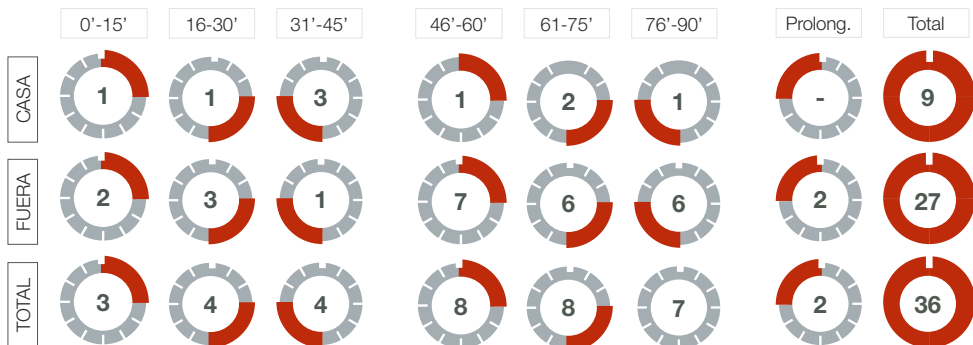 0’-15’ 16-30’ 31’-45’ 46’-60’ 61-75’ 76’-90’ Prolong. Total
CASA 1 1 3 1 2 1 - 9
FUERA 2 3 1 7 6 6 2 27
TOTAL 3 4 4 8 8 7 2 36